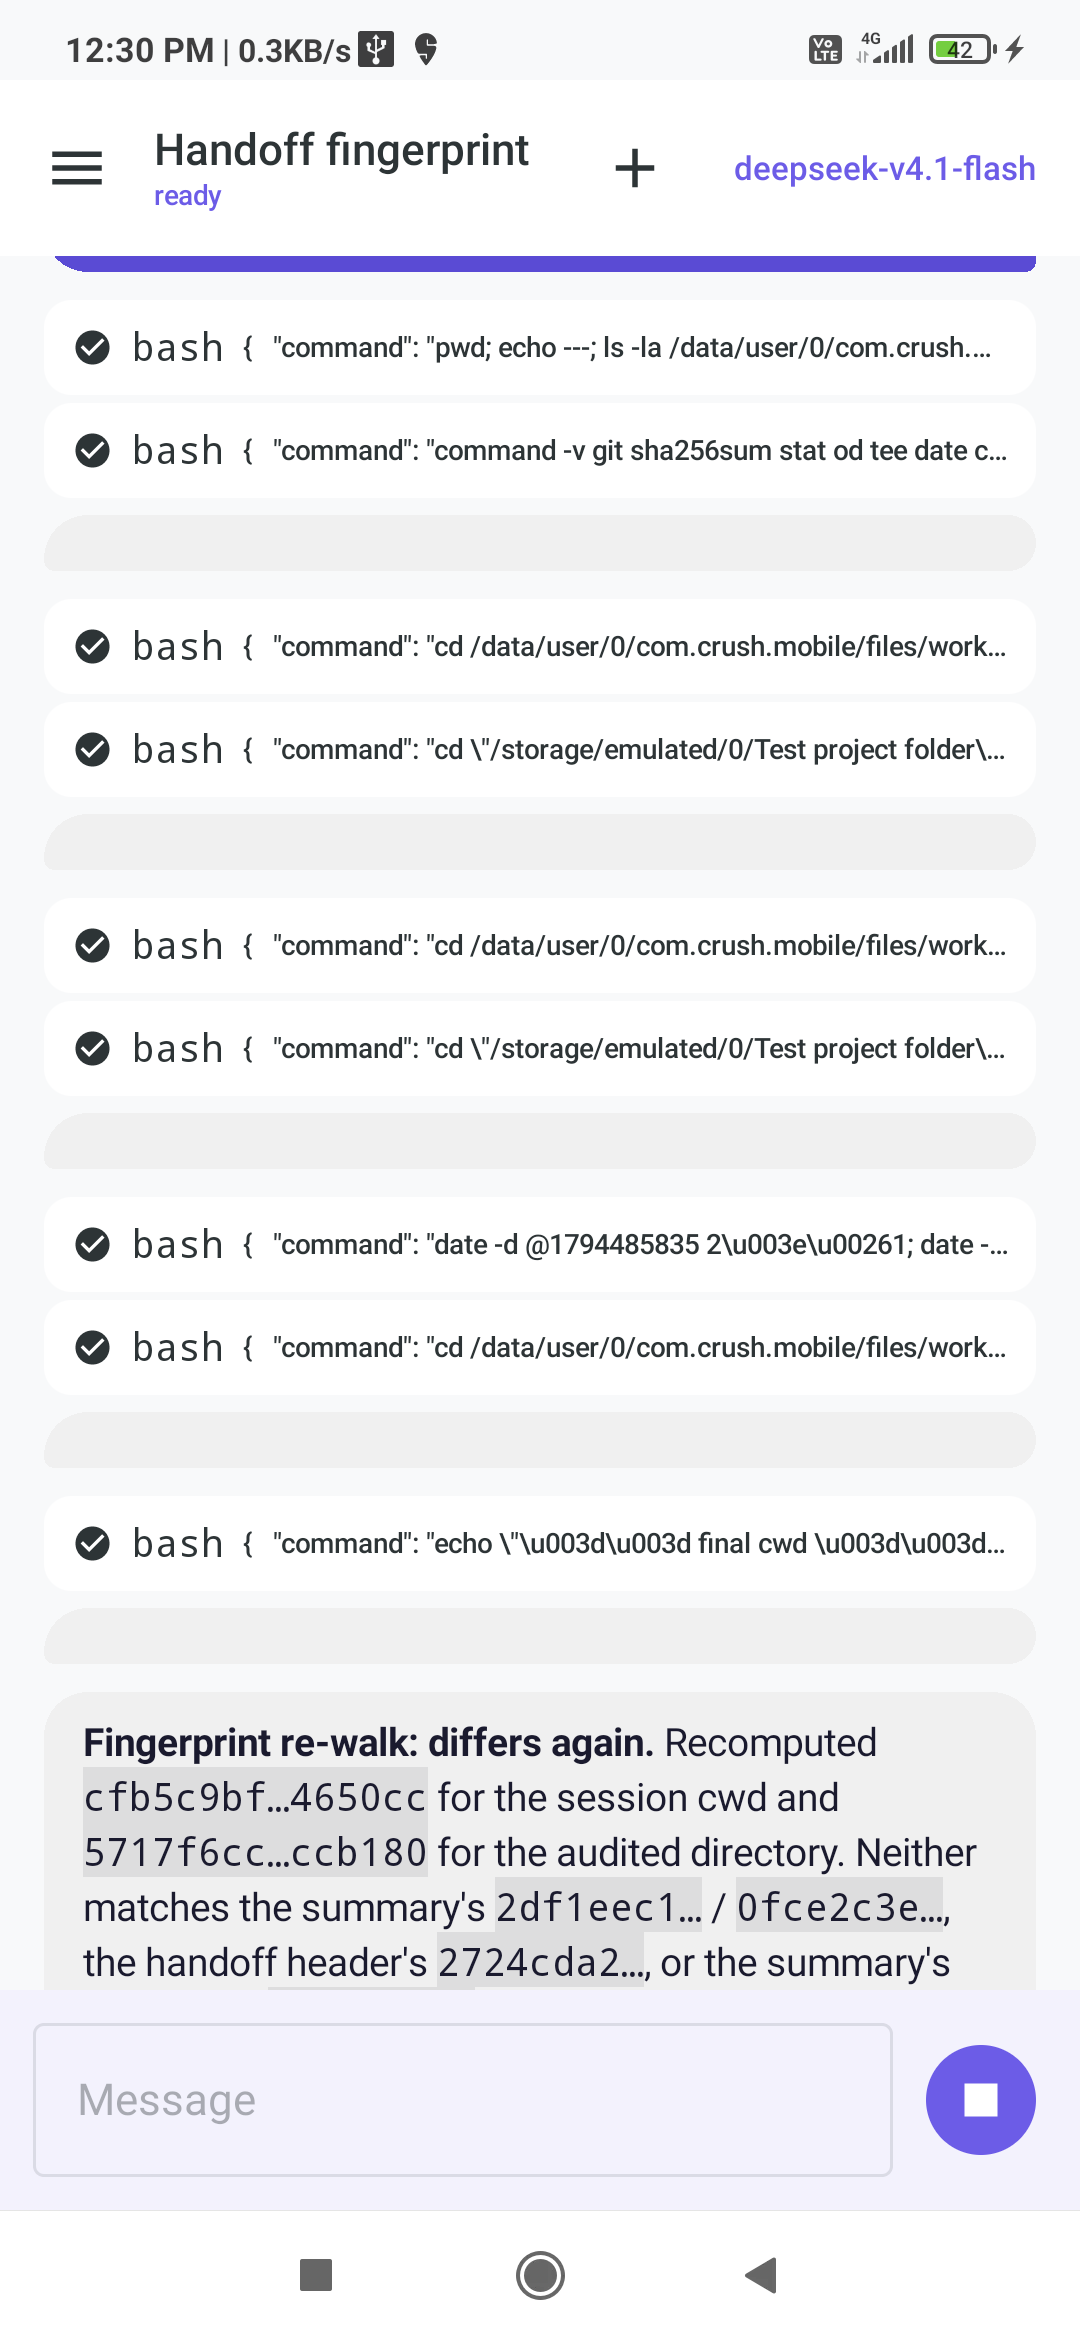 12:30 PM | 0.3KB/s
Vo LTE 4G 42
Handoff fingerprint
ready
+
deepseek-v4.1-flash
bash { "command": "pwd; echo ---; ls -la /data/user/0/com.crush....
bash { "command": "command -v git sha256sum stat od tee date c...
bash { "command": "cd /data/user/0/com.crush.mobile/files/work...
bash { "command": "cd \"/storage/emulated/0/Test project folder\...
bash { "command": "cd /data/user/0/com.crush.mobile/files/work...
bash { "command": "cd \"/storage/emulated/0/Test project folder\...
bash { "command": "date -d @1794485835 2\u003e\u00261; date -...
bash { "command": "cd /data/user/0/com.crush.mobile/files/work...
bash { "command": "echo \"\u003d\u003d final cwd \u003d\u003d...
Fingerprint re-walk: differs again. Recomputed
cfb5c9bf…4650cc for the session cwd and
5717f6cc…ccb180 for the audited directory. Neither
matches the summary's 2df1eec1… / 0fce2c3e…,
the handoff header's 2724cda2…, or the summary's
Message